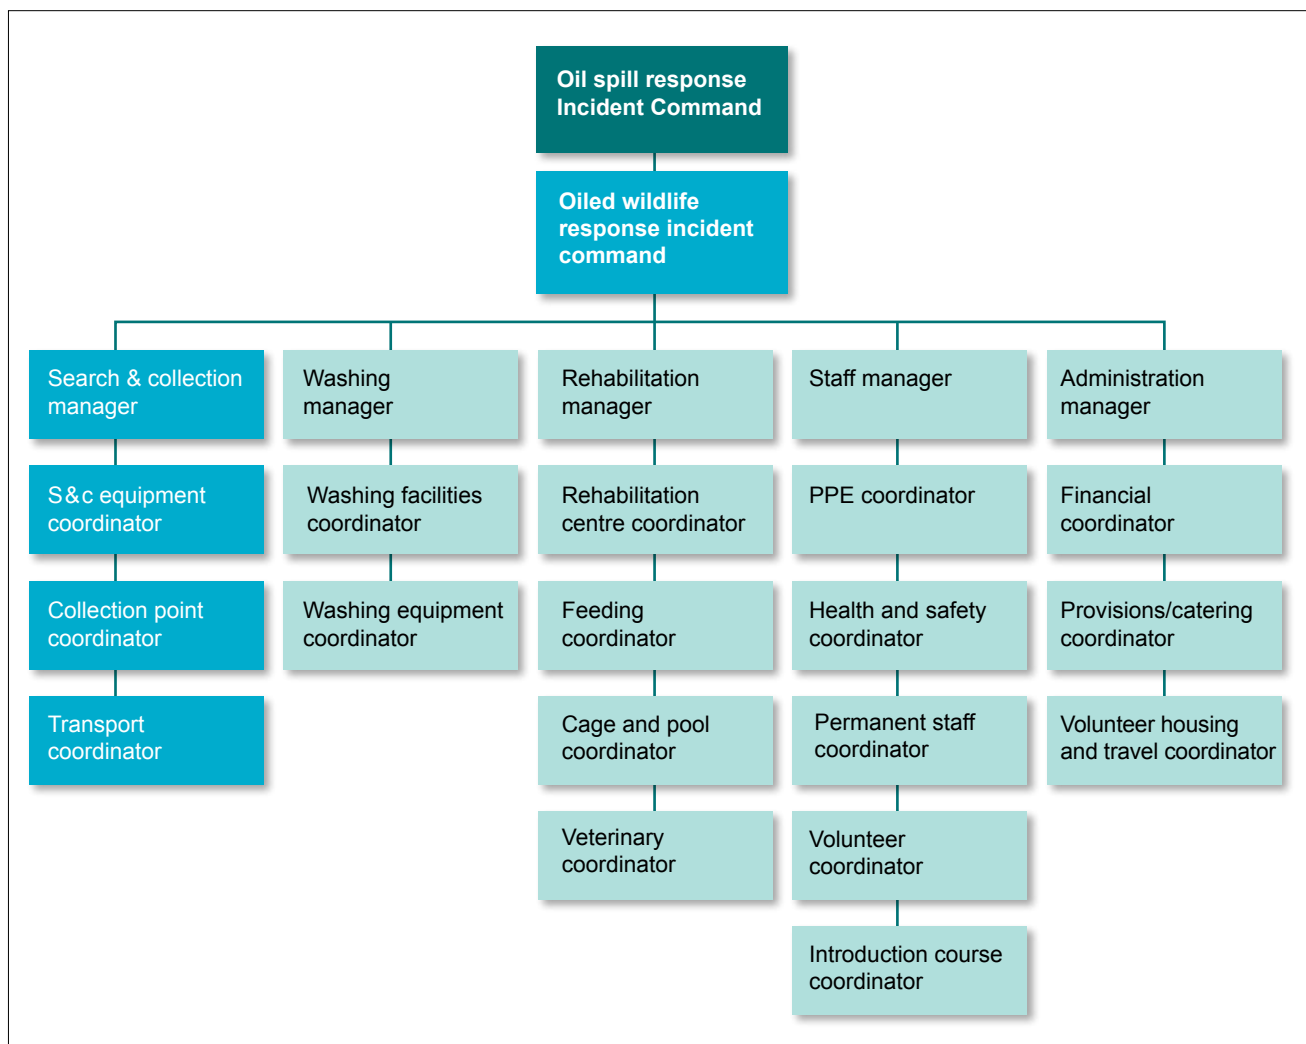 Oil spill response
Incident Command
Oiled wildlife
response incident
command
Search & collection
manager
S&c equipment
coordinator
Collection point
coordinator
Transport
coordinator
Washing
manager
Washing facilities
coordinator
Washing equipment
coordinator
Rehabilitation
manager
Rehabilitation
centre coordinator
Feeding
coordinator
Cage and pool
coordinator
Veterinary
coordinator
Staff manager
PPE coordinator
Health and safety
coordinator
Permanent staff
coordinator
Volunteer
coordinator
Introduction course
coordinator
Administration
manager
Financial
coordinator
Provisions/catering
coordinator
Volunteer housing
and travel coordinator